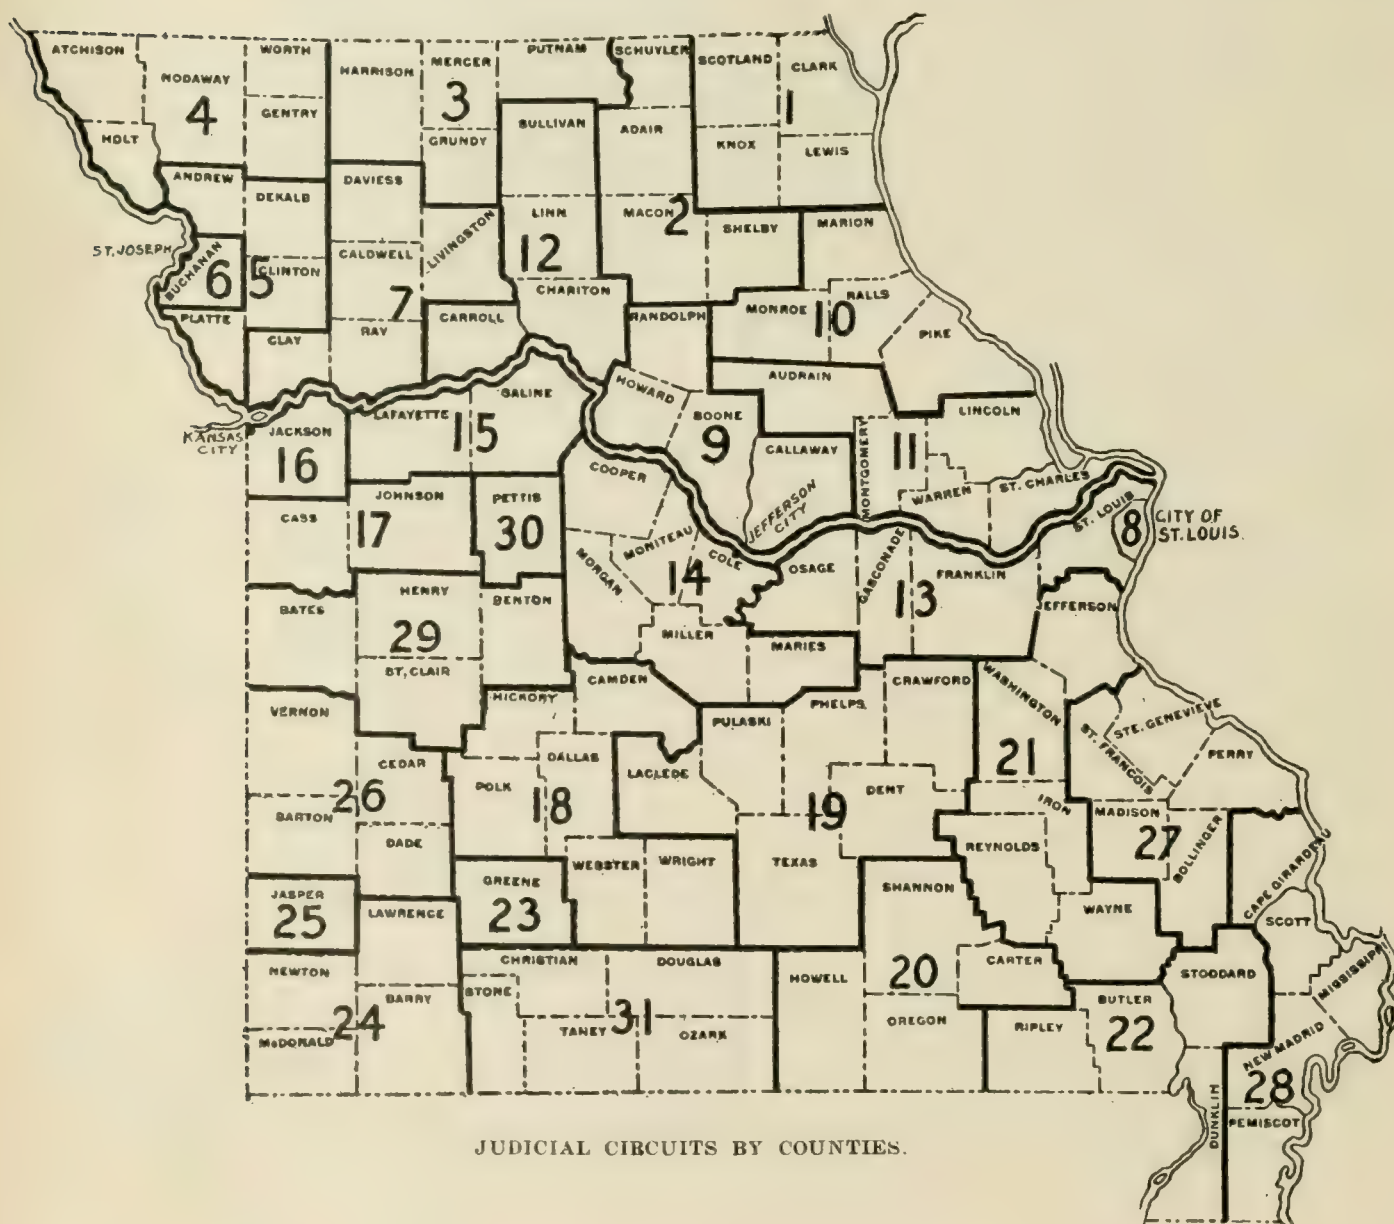 ATCHISON
NODAWAY
WORTH
HARRISON
MERCER
PUTNAM
SCHUYLER
SCOTLAND
CLARK
4
GENTRY
3
SULLIVAN
ADAIR
1
HOLT
GRUNDY
KNOX
LEWIS
ANDREW
DEKALB
DAVIESS
LIVINGSTON
LINN
MACON
2
SHELBY
MARION
ST. JOSEPH
BUCHANAN
6
5
CLINTON
CALDWELL
12
CHARITON
PLATTE
7
CARROLL
RANDOLPH
MONROE
10
RALLS
PIKE
CLAY
RAY
AUDRAIN
KANSAS
CITY
JACKSON
16
LAFAYETTE
15
SALINE
HOWARD
BOONE
9
CALLAWAY
MONTGOMERY
11
LINCOLN
WARREN
ST. CHARLES
ST. LOUIS
8
CITY OF
ST. LOUIS.
CASS
JOHNSON
17
PETTIS
30
COOPER
MORGAN
MONITEAU
COLE
14
JEFFERSON
CITY
OSAGE
GASCONADE
13
FRANKLIN
JEFFERSON
BATES
HENRY
29
BENTON
MILLER
MARIES
ST. CLAIR
VERNON
HICKORY
CAMDEN
PULASKI
PHELPS
CRAWFORD
WASHINGTON
ST. FRANCOIS
STE. GENEVIEVE
PERRY
CEDAR
26
BARTON
DADE
POLK
18
DALLAS
LACLEDE
19
DENT
21
IRON
MADISON
27
BOLLINGER
CAPE GIRARDEAU
TEXAS
REYNOLDS
WEBSTER
WRIGHT
JASPER
25
LAWRENCE
GREENE
23
SHANNON
WAYNE
SCOTT
NEWTON
CHRISTIAN
DOUGLAS
HOWELL
20
CARTER
STODDARD
MISSISSIPPI
BARRY
24
McDONALD
STONE
TANEY
31
OZARK
OREGON
RIPLEY
BUTLER
22
NEW MADRID
28
DUNKLIN
PEMISCOT
JUDICIAL CIRCUITS BY COUNTIES.